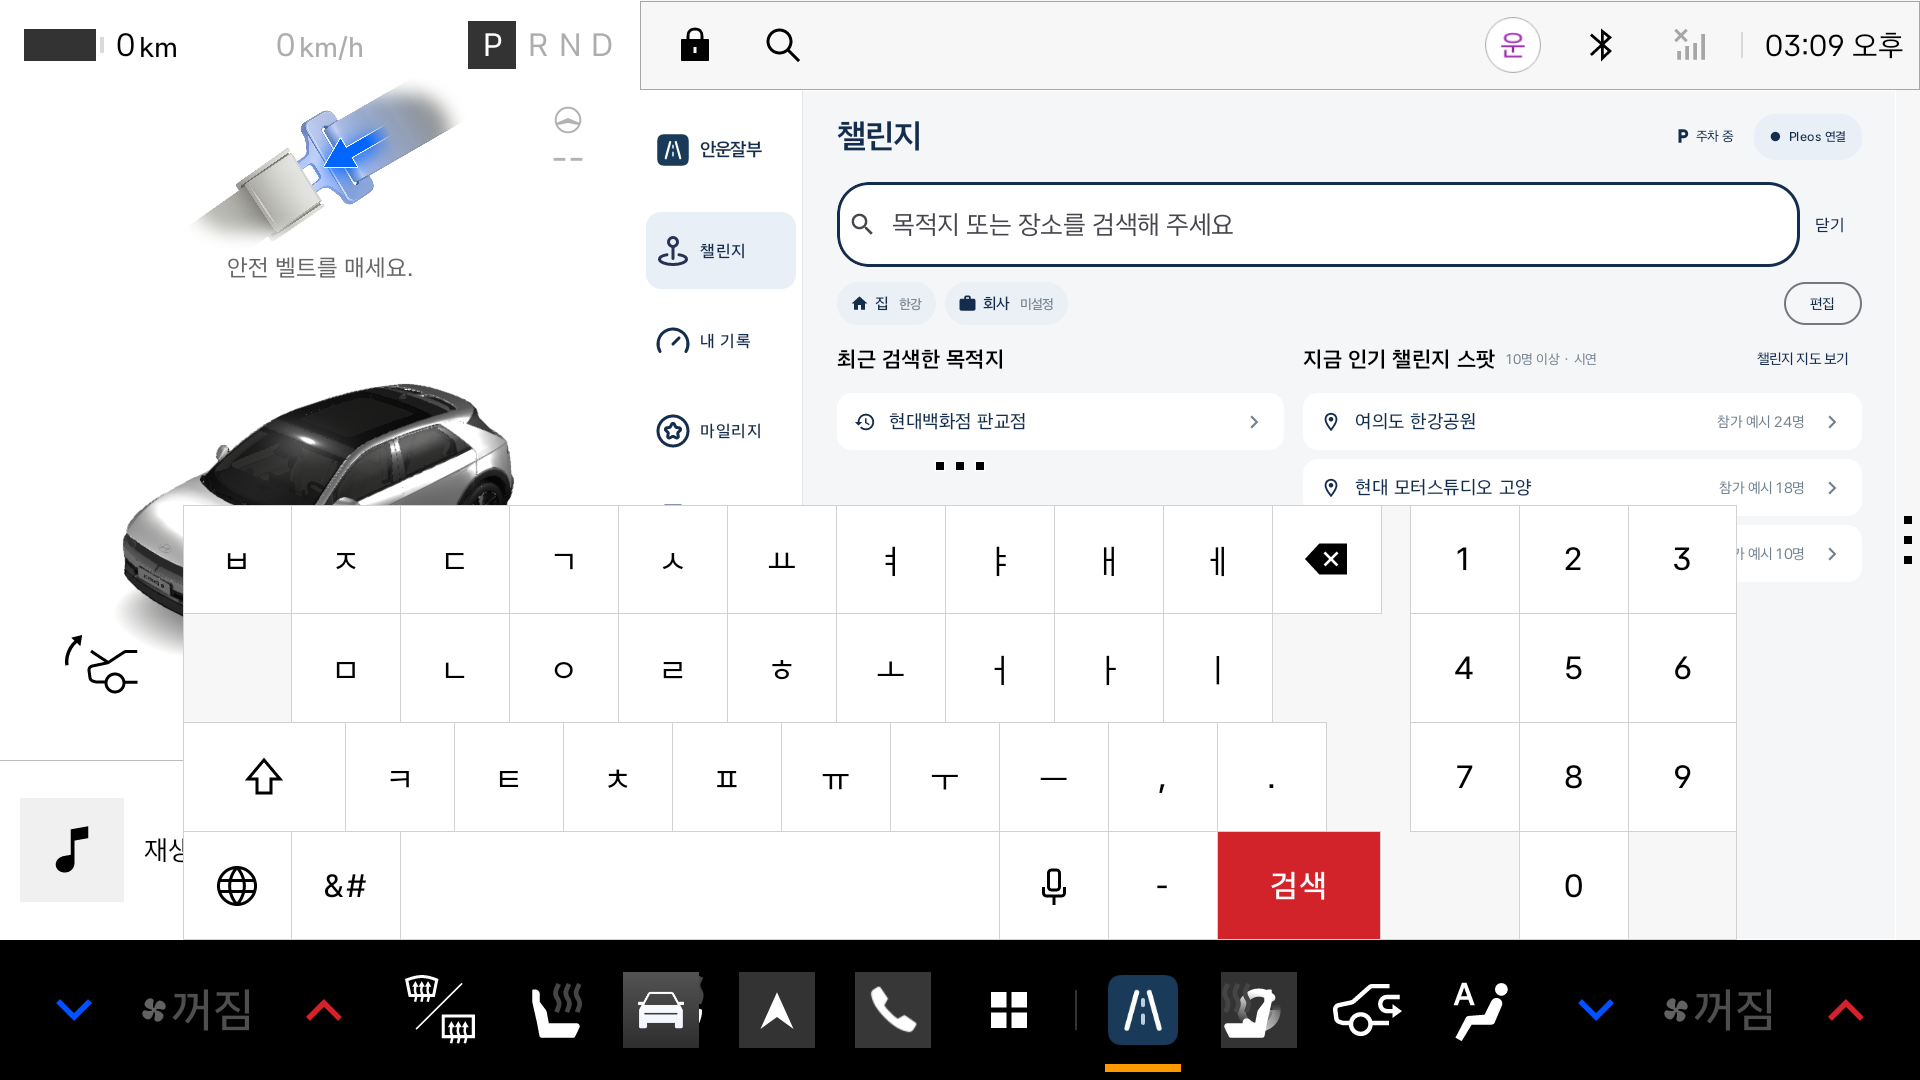 0 km
0 km/h
P R N D
운
03:09 오후
안전 벨트를 매세요.
안운잘부
챌린지
내 기록
마일리지
챌린지
P 주차 중
Pleos 연결
목적지 또는 장소를 검색해 주세요
닫기
집 한강
회사 미설정
편집
최근 검색한 목적지
현대백화점 판교점
지금 인기 챌린지 스팟 10명 이상 · 시연
챌린지 지도 보기
여의도 한강공원 참가 예시 24명
현대 모터스튜디오 고양 참가 예시 18명
예시 10명
ㅂ ㅈ ㄷ ㄱ ㅅ ㅛ ㅕ ㅑ ㅐ ㅔ
1 2 3
ㅁ ㄴ ㅇ ㄹ ㅎ ㅗ ㅓ ㅏ ㅣ
4 5 6
ㅋ ㅌ ㅊ ㅍ ㅠ ㅜ ㅡ , .
7 8 9
&# - 검색
0
재생
꺼짐
A
꺼짐